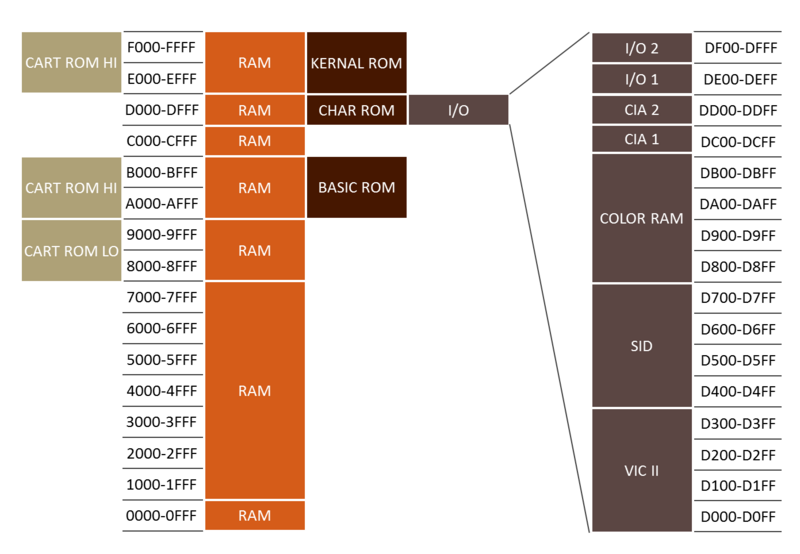 CART ROM HI
F000-FFFF
E000-EFFF
RAM
KERNAL ROM
D000-DFFF
RAM
CHAR ROM
I/O
C000-CFFF
RAM
CART ROM HI
B000-BFFF
A000-AFFF
RAM
BASIC ROM
CART ROM LO
9000-9FFF
8000-8FFF
RAM
7000-7FFF
6000-6FFF
5000-5FFF
4000-4FFF
3000-3FFF
2000-2FFF
1000-1FFF
RAM
0000-0FFF
RAM
I/O 2
DF00-DFFF
I/O 1
DE00-DEFF
CIA 2
DD00-DDFF
CIA 1
DC00-DCFF
COLOR RAM
DB00-DBFF
DA00-DAFF
D900-D9FF
D800-D8FF
SID
D700-D7FF
D600-D6FF
D500-D5FF
D400-D4FF
VIC II
D300-D3FF
D200-D2FF
D100-D1FF
D000-D0FF